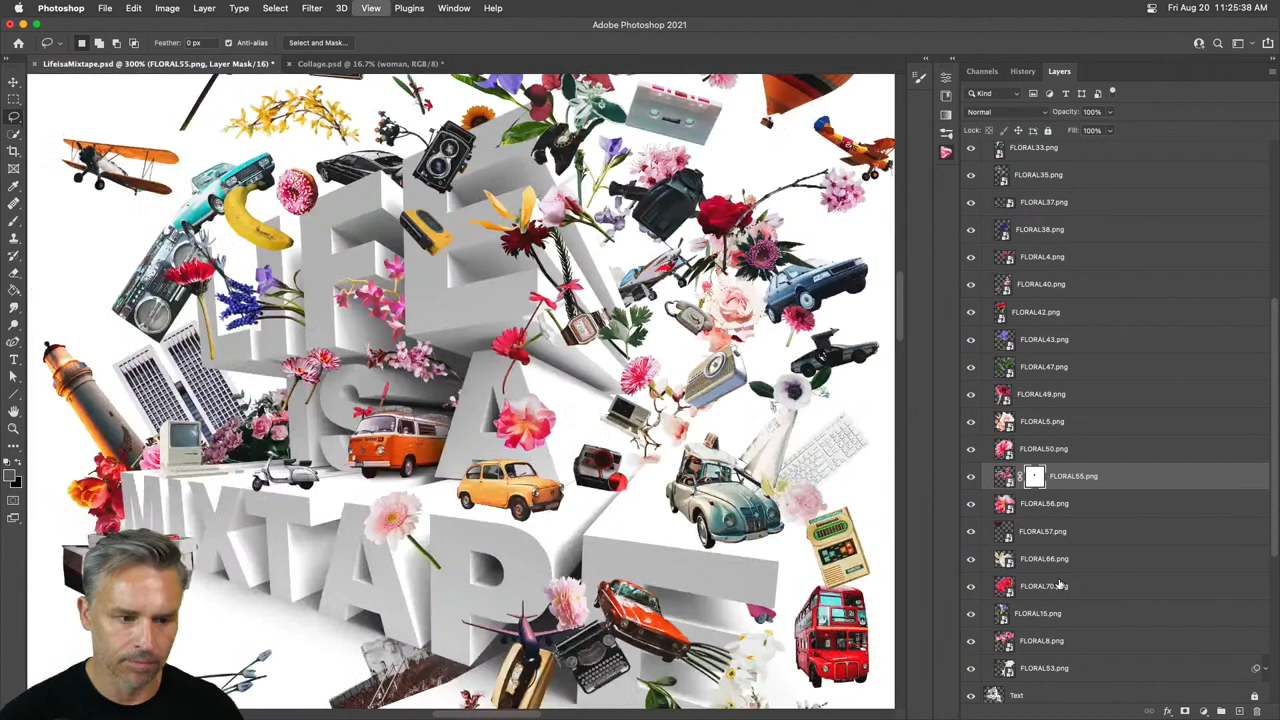 Photoshop File Edit Image Layer Type Select Filter 3D View Plugins Window Help Fri Aug 20 11:25:38 AM
Adobe Photoshop 2021
Feather: 0 px Anti-alias Select and Mask...
LifeisaMixtape.psd @ 300% (FLORAL55.png, Layer Mask/16) * Collage.psd @ 16.7% (woman, RGB/8) *
Channels History Layers
Kind
Normal Opacity: 100%
Lock: Fill: 100%
FLORAL33.png
FLORAL35.png
FLORAL37.png
FLORAL38.png
FLORAL4.png
FLORAL40.png
FLORAL42.png
FLORAL43.png
FLORAL47.png
FLORAL49.png
FLORAL5.png
FLORAL50.png
FLORAL55.png
FLORAL56.png
FLORAL57.png
FLORAL66.png
FLORAL70.png
FLORAL15.png
FLORAL8.png
FLORAL53.png
Text
LIFE
IS A
MIXTAPE